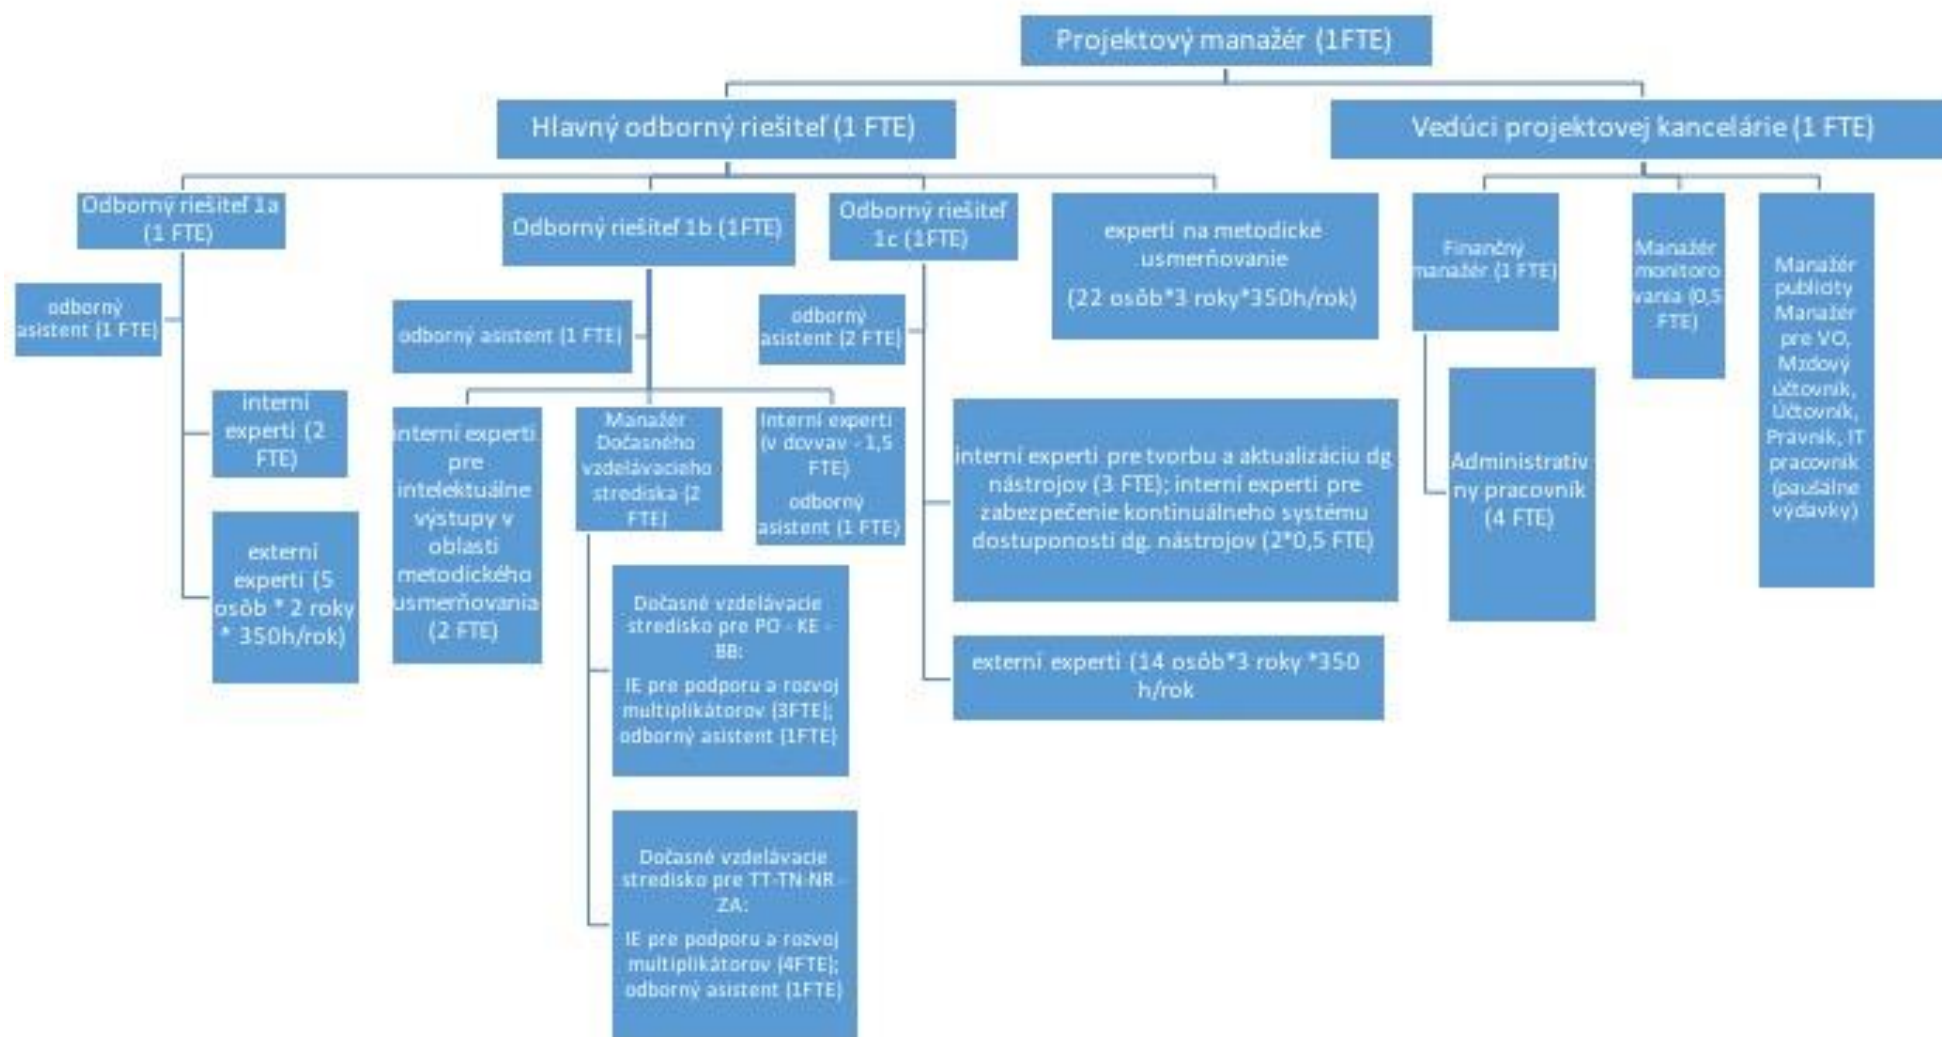 Projektový manažér (1FTE)
Hlavný odborný riešiteľ (1 FTE)
Vedúci projektovej kancelárie (1 FTE)
Odborný riešiteľ 1a
(1 FTE)
odborný
asistent (1 FTE)
interní
experti (2
FTE)
externí
experti (5
osôb * 2 roky
* 350h/rok)
Odborný riešiteľ 1b (1FTE)
odborný asistent (1 FTE)
interní experti
pre
intelektuálne
výstupy v
oblasti
metodického
usmerňovania
(2 FTE)
Manažér
Dočasného
vzdelávacieho
strediska (2
FTE)
Dočasné vzdelávacie
stredisko pre PO - KE -
BB:
IE pre podporu a rozvoj
multiplikátorov (3FTE);
odborný asistent (1FTE)
Dočasné vzdelávacie
stredisko pre TT-TN-NR -
ZA:
IE pre podporu a rozvoj
multiplikátorov (4FTE);
odborný asistent (1FTE)
Interní experti
(v dcvvav - 1,5
FTE)
odborný
asistent (1 FTE)
Odborný riešiteľ
1c (1FTE)
odborný
asistent (2 FTE)
interní experti pre tvorbu a aktualizáciu dg.
nástrojov (3 FTE); interní experti pre
zabezpečenie kontinuálneho systému
dostuponosti dg. nástrojov (2*0,5 FTE)
externí experti (14 osôb*3 roky *350
h/rok
experti na metodické
usmerňovanie
(22 osôb*3 roky*350h/rok)
Finančný
manažér (1 FTE)
Administratív
ny pracovník
(4 FTE)
Manažér
monitoro
vania (0,5
FTE)
Manažér
publicity
Manažér
pre VO,
Mzdový
účtovník,
Účtovník,
Právnik, IT
pracovník
(paušálne
výdavky)